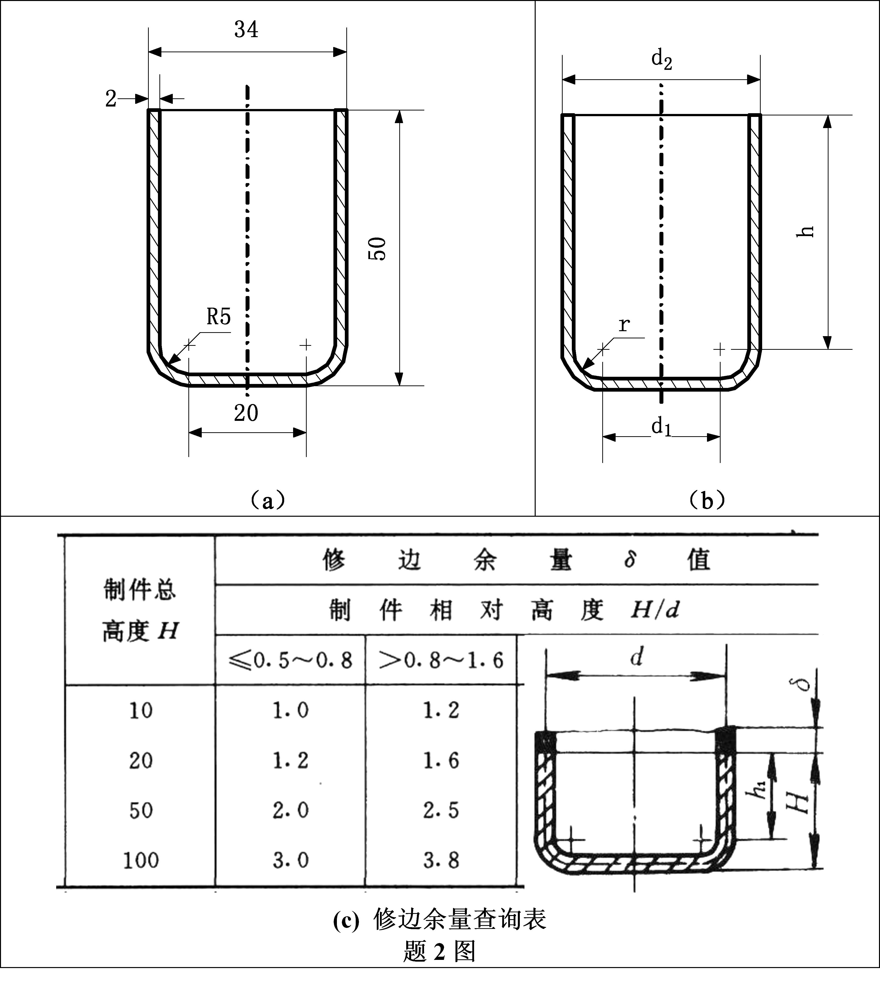 34
2
R5
50
20
(a)
d₂
r
h
d₁
(b)
制件总高度 H
修边余量 δ 值
制件相对高度 H/d
≤0.5～0.8
>0.8～1.6
10 1.0 1.2
20 1.2 1.6
50 2.0 2.5
100 3.0 3.8
d
δ
h₁
H
(c) 修边余量查询表
题 2 图